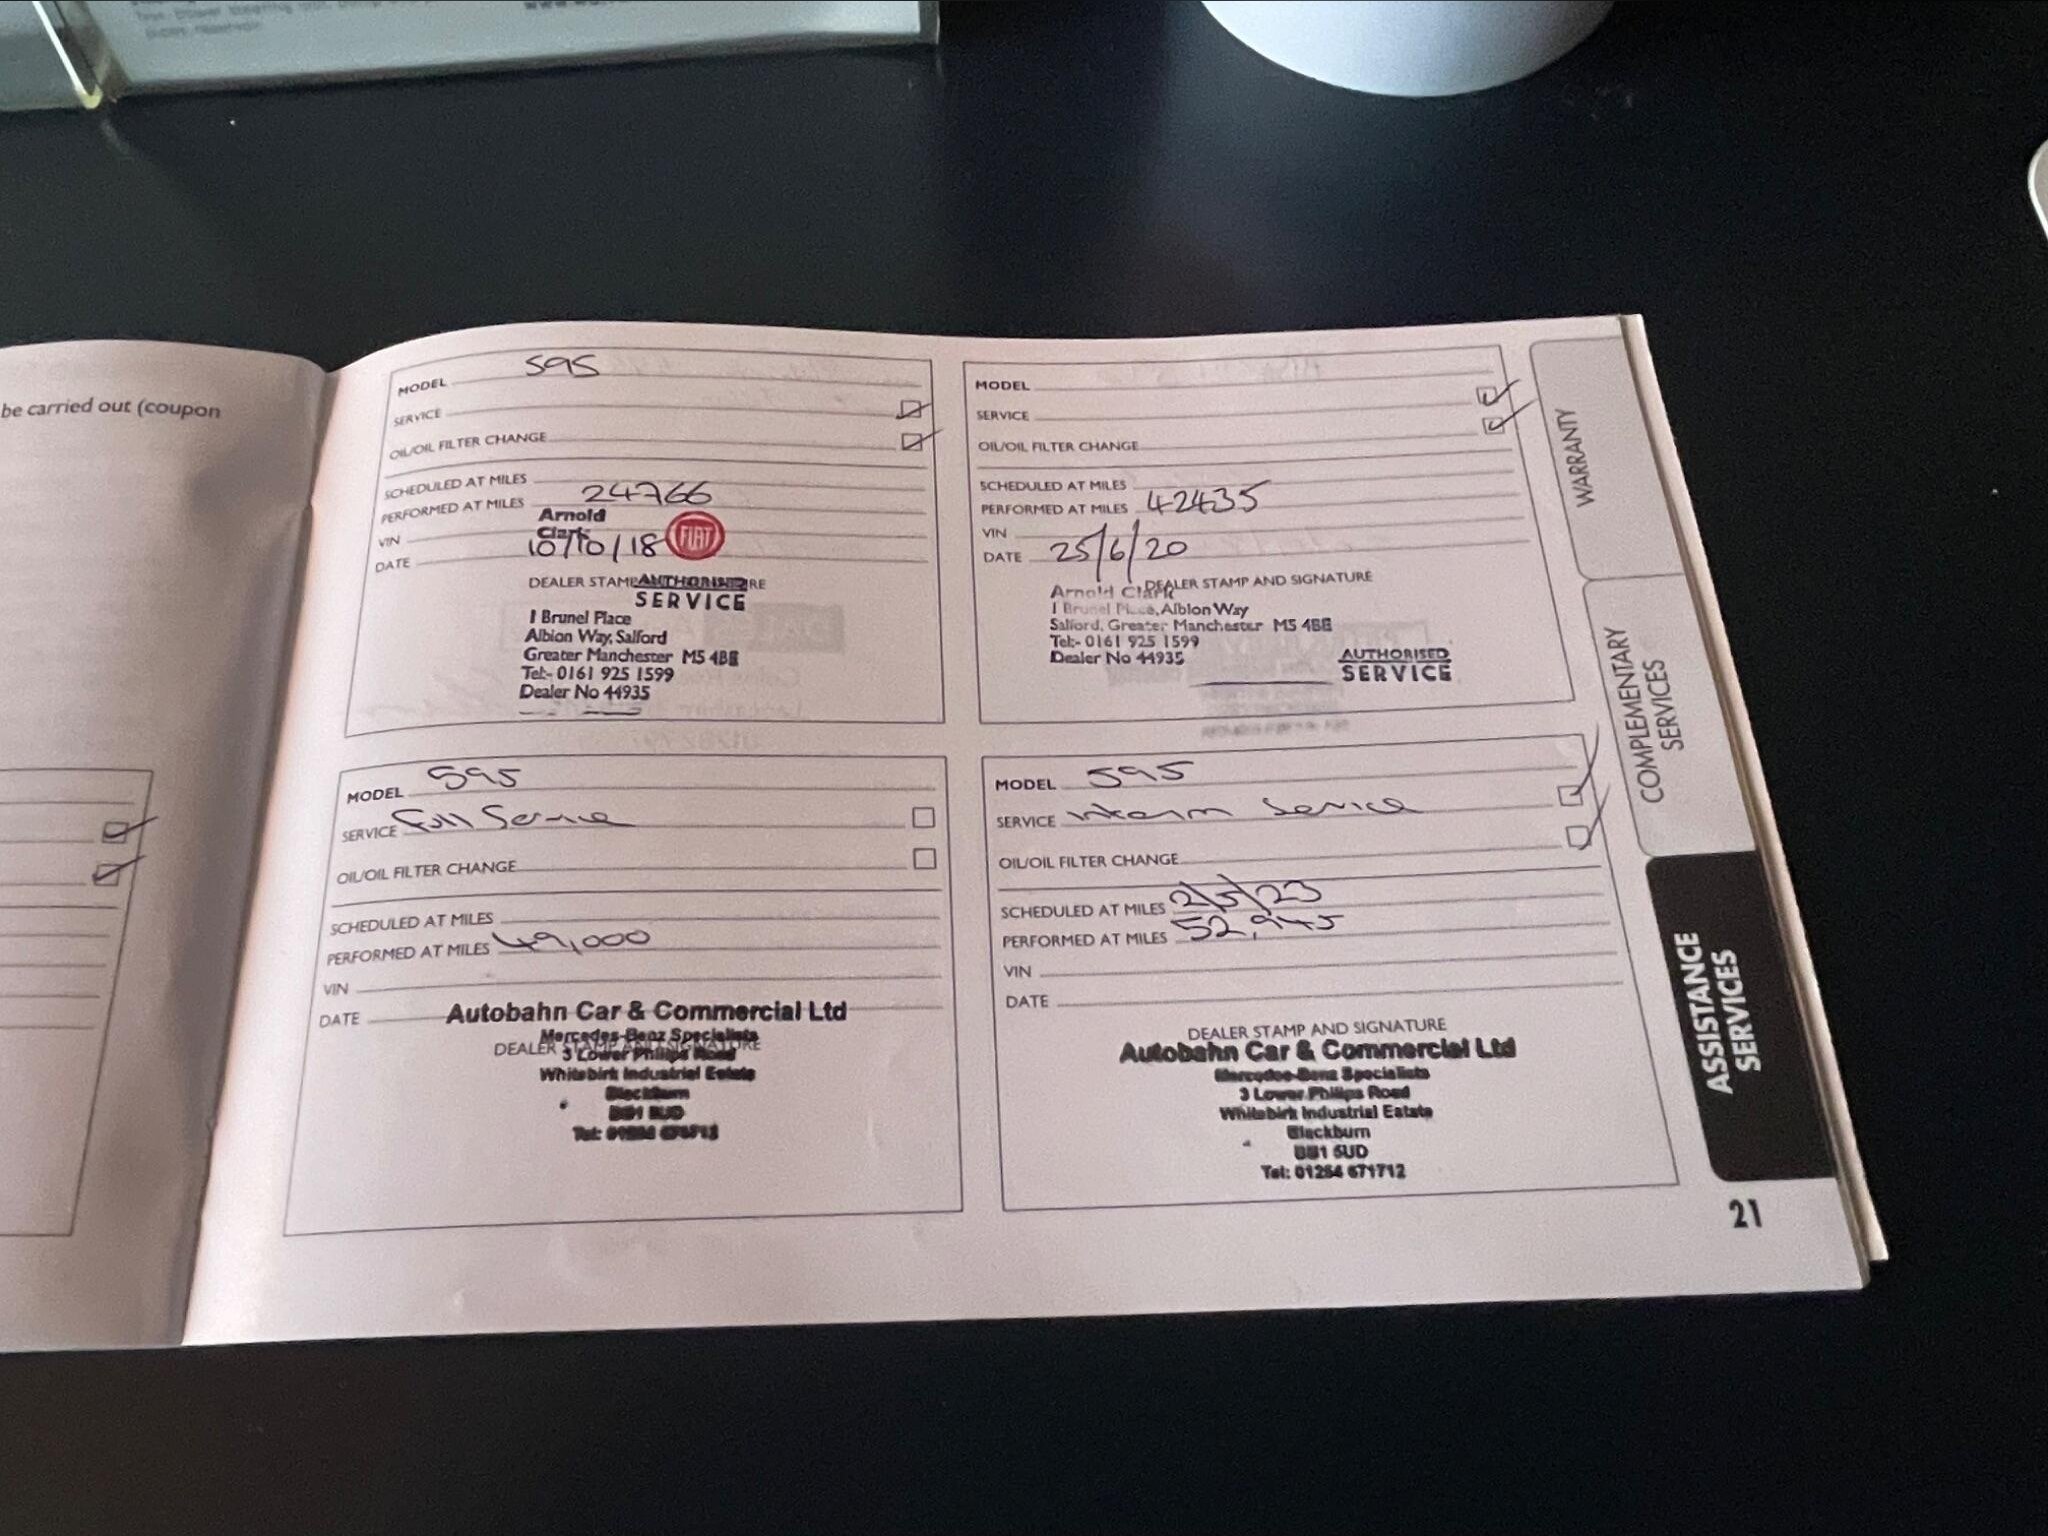 be carried out (coupon
MODEL 595
SERVICE
OIL/OIL FILTER CHANGE
SCHEDULED AT MILES
PERFORMED AT MILES 24766
VIN
DATE 10/10/18
Arnold
Clark
FIAT
DEALER STAMP
AUTHORISED
SERVICE
1 Brunel Place
Albion Way, Salford
Greater Manchester M5 4BE
Tel:- 0161 925 1599
Dealer No 44935
MODEL
SERVICE
OIL/OIL FILTER CHANGE
SCHEDULED AT MILES
PERFORMED AT MILES 42435
VIN
DATE 25/6/20
DEALER STAMP AND SIGNATURE
Arnold Clark
1 Brunel Place, Albion Way
Salford, Greater Manchester M5 4BE
Tel:- 0161 925 1599
Dealer No 44935
AUTHORISED
SERVICE
MODEL 595
SERVICE Full Service
OIL/OIL FILTER CHANGE
SCHEDULED AT MILES
PERFORMED AT MILES 49,000
VIN
DATE
DEALER STAMP AND SIGNATURE
Autobahn Car & Commercial Ltd
Mercedes-Benz Specialists
3 Lower Philips Road
Whitebirk Industrial Estate
Blackburn
MODEL 595
SERVICE Interim Service
OIL/OIL FILTER CHANGE
SCHEDULED AT MILES 2/5/23
PERFORMED AT MILES 52,945
VIN
DATE
DEALER STAMP AND SIGNATURE
Autobahn Car & Commercial Ltd
Mercedes-Benz Specialists
3 Lower Philips Road
Whitebirk Industrial Estate
Blackburn
BB1 5UD
Tel: 01254 671712
WARRANTY
COMPLEMENTARY
SERVICES
ASSISTANCE
SERVICES
21